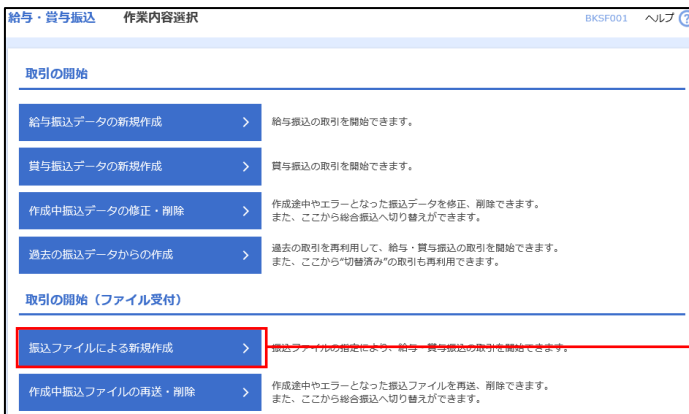 給与・賞与振込 作業内容選択 BKSF001 ヘルプ ?
取引の開始
給与振込データの新規作成 > 給与振込の取引を開始できます。
賞与振込データの新規作成 > 賞与振込の取引を開始できます。
作成中振込データの修正・削除 > 作成途中やエラーとなった振込データを修正、削除できます。
また、ここから総合振込へ切り替えができます。
過去の振込データからの作成 > 過去の取引を再利用して、給与・賞与振込の取引を開始できます。
また、ここから"切替済み"の取引も再利用できます。
取引の開始（ファイル受付）
振込ファイルによる新規作成 > 振込ファイルの指定により、給与・賞与振込の取引を開始できます。
作成中振込ファイルの再送・削除 > 作成途中やエラーとなった振込ファイルを再送、削除できます。
また、ここから総合振込へ切り替えができます。